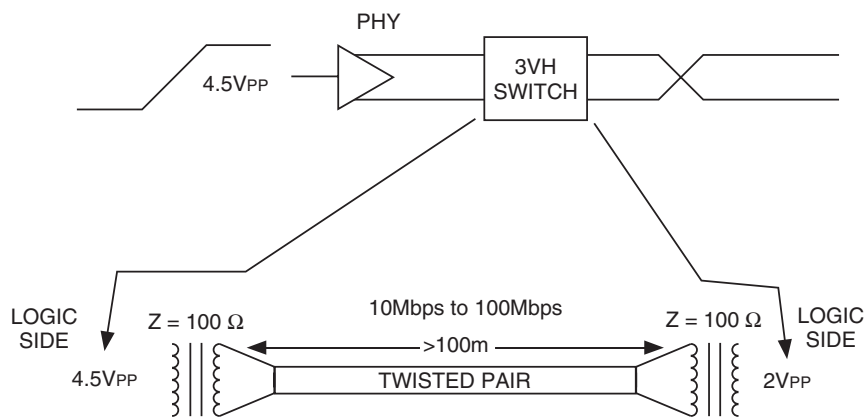 PHY
4.5VPP
3VH
SWITCH
10Mbps to 100Mbps
LOGIC
SIDE
Z = 100 Ω
Z = 100 Ω
LOGIC
SIDE
>100m
4.5VPP
TWISTED PAIR
2VPP